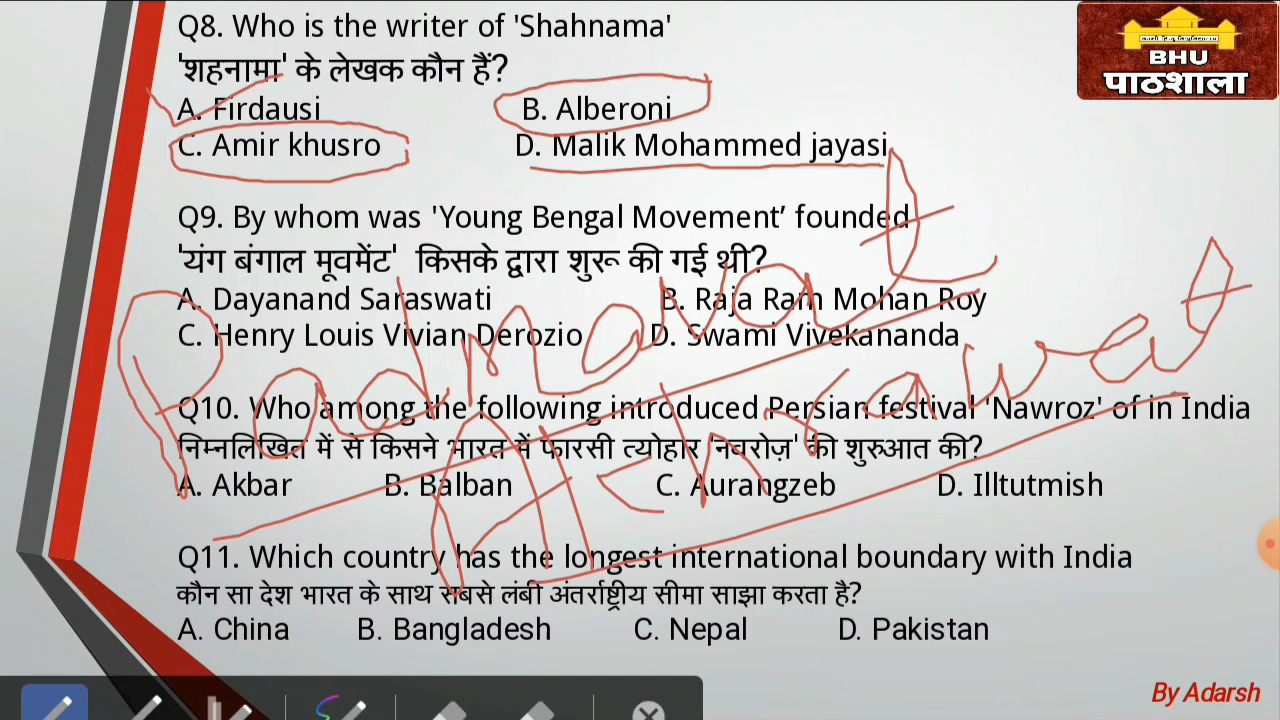 Q8. Who is the writer of 'Shahnama'
'शहनामा' के लेखक कौन हैं?
A. Firdausi B. Alberoni
C. Amir khusro D. Malik Mohammed jayasi
BHU
पाठशाला
Q9. By whom was 'Young Bengal Movement’ founded
'यंग बंगाल मूवमेंट' किसके द्वारा शुरू की गई थी?
A. Dayanand Saraswati B. Raja Ram Mohan Roy
C. Henry Louis Vivian Derozio D. Swami Vivekananda
Padmavat
Q10. Who among the following introduced Persian festival 'Nawroz' of in India
निम्नलिखित में से किसने भारत में फारसी त्योहार 'नवरोज़' की शुरुआत की?
A. Akbar B. Balban C. Aurangzeb D. Illtutmish
Q11. Which country has the longest international boundary with India
कौन सा देश भारत के साथ सबसे लंबी अंतर्राष्ट्रीय सीमा साझा करता है?
A. China B. Bangladesh C. Nepal D. Pakistan
By Adarsh